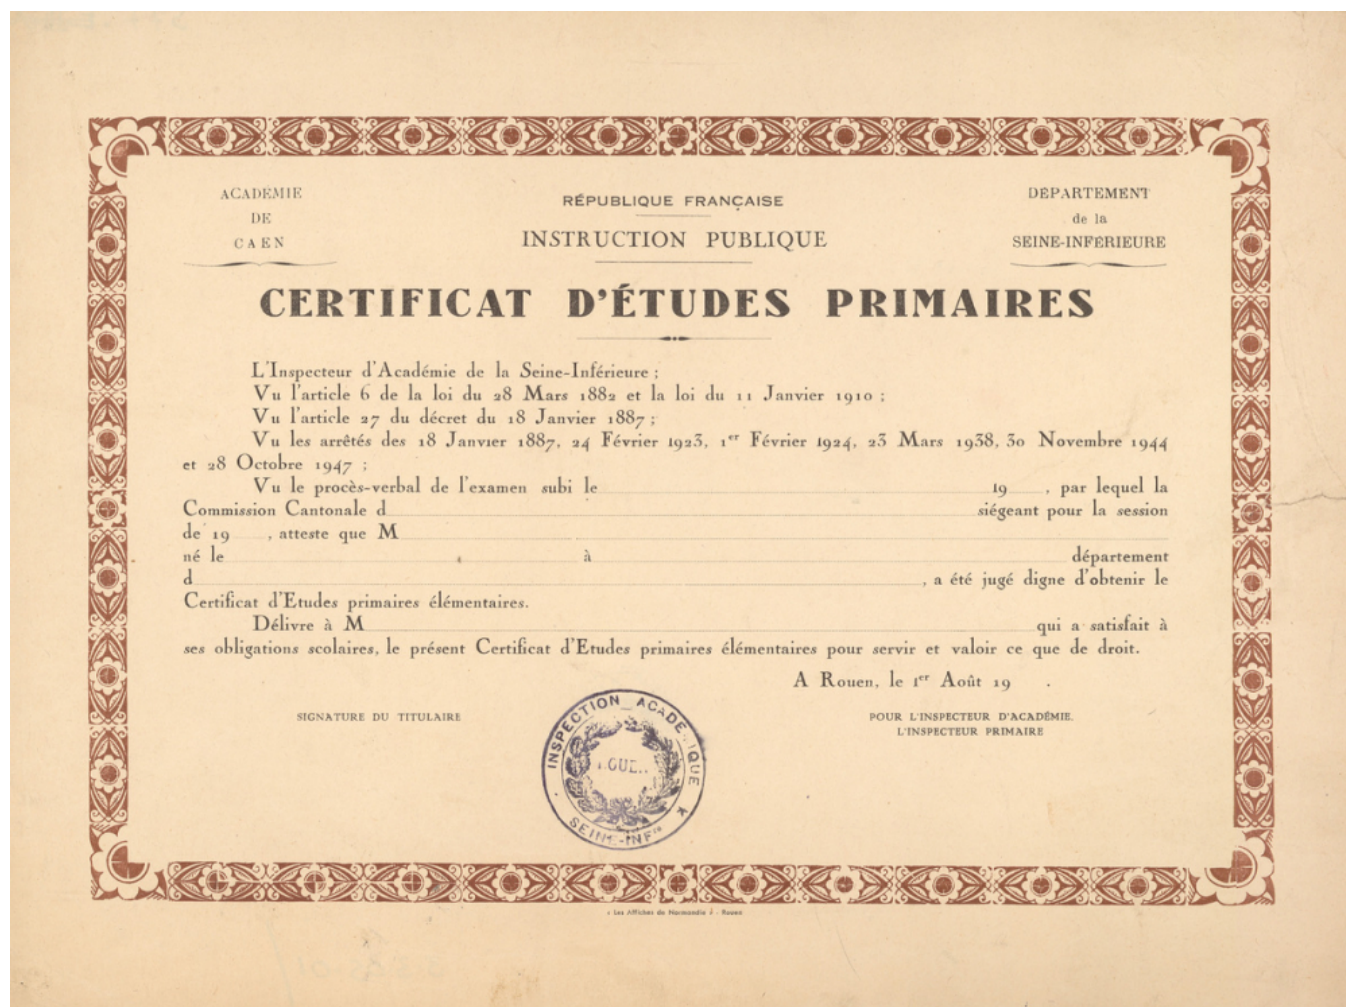 ACADÉMIE
DE
CAEN
RÉPUBLIQUE FRANÇAISE
INSTRUCTION PUBLIQUE
DÉPARTEMENT
de la
SEINE-INFÉRIEURE
CERTIFICAT D'ÉTUDES PRIMAIRES
L'Inspecteur d'Académie de la Seine-Inférieure ;
Vu l'article 6 de la loi du 28 Mars 1882 et la loi du 11 Janvier 1910 ;
Vu l'article 27 du décret du 18 Janvier 1887 ;
Vu les arrêtés des 18 Janvier 1887, 24 Février 1923, 1er Février 1924, 23 Mars 1938, 30 Novembre 1944
et 28 Octobre 1947 ;
Vu le procès-verbal de l'examen subi le 19 , par lequel la
Commission Cantonale d siégeant pour la session
de 19 , atteste que M
né le à département
d , a été jugé digne d'obtenir le
Certificat d'Etudes primaires élémentaires.
Délivre à M qui a satisfait à
ses obligations scolaires, le présent Certificat d'Etudes primaires élémentaires pour servir et valoir ce que de droit.
A Rouen, le 1er Août 19 .
SIGNATURE DU TITULAIRE
POUR L'INSPECTEUR D'ACADÉMIE.
L'INSPECTEUR PRIMAIRE
INSPECTION
SEINE-INFre
« Les Affiches de Normandie » - Rouen